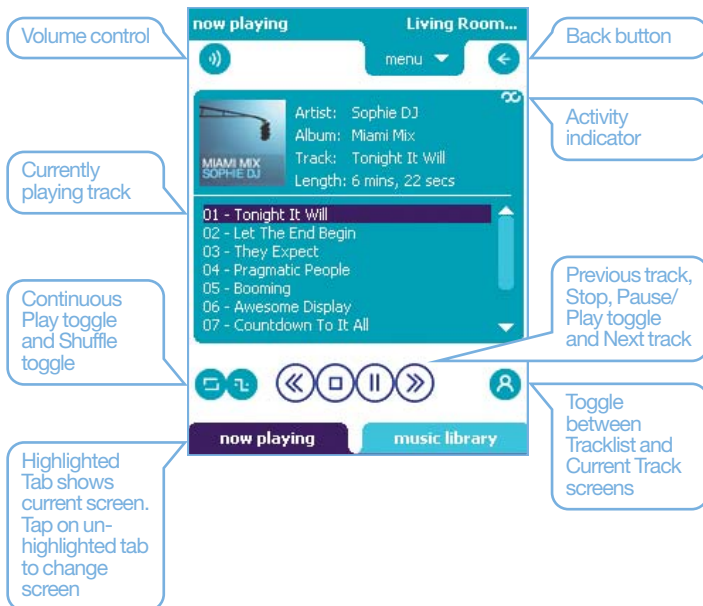 now playing
Living Room...
Volume control
menu
Back button
Artist: Sophie DJ
Album: Miami Mix
Track: Tonight It Will
Length: 6 mins, 22 secs
MIAMI MIX
SOPHIE DJ
Activity
indicator
Currently
playing track
01 - Tonight It Will
02 - Let The End Begin
03 - They Expect
04 - Pragmatic People
05 - Booming
06 - Awesome Display
07 - Countdown To It All
Continuous
Play toggle
and Shuffle
toggle
Previous track,
Stop, Pause/
Play toggle
and Next track
now playing
music library
Toggle
between
Tracklist and
Current Track
screens
Highlighted
Tab shows
current screen.
Tap on un-
highlighted tab
to change
screen